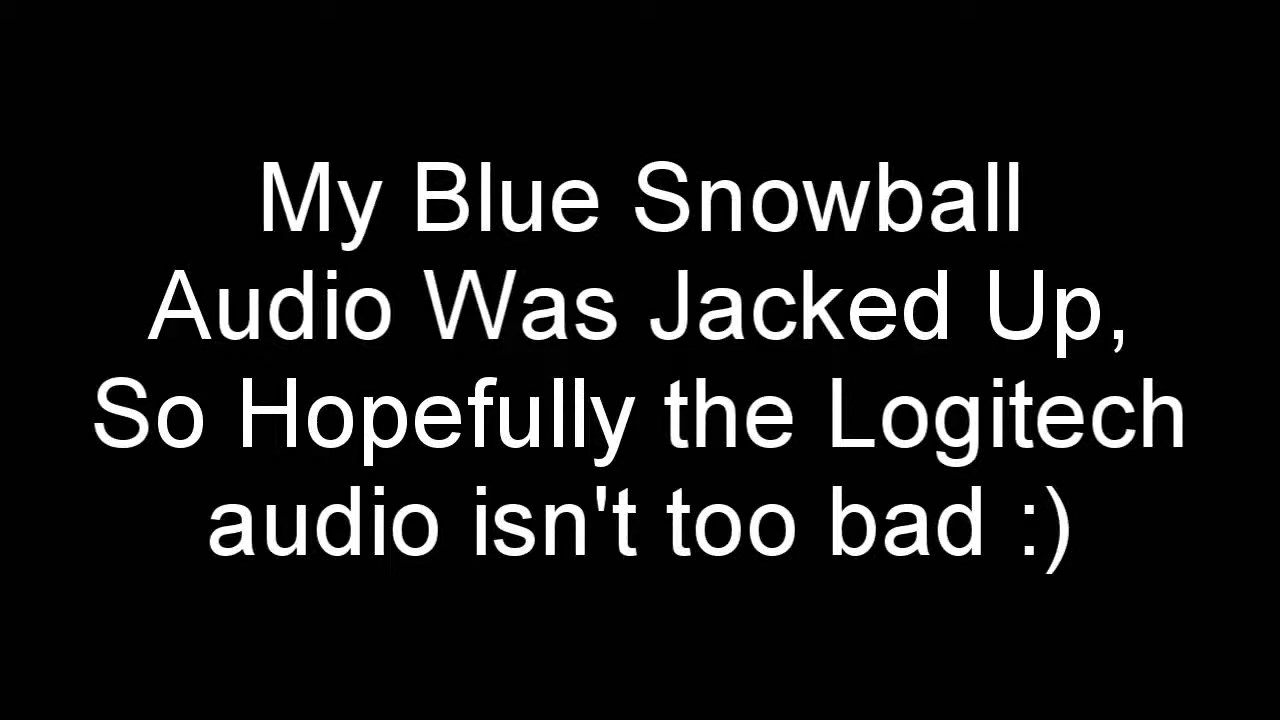 My Blue Snowball
Audio Was Jacked Up,
So Hopefully the Logitech
audio isn't too bad :)